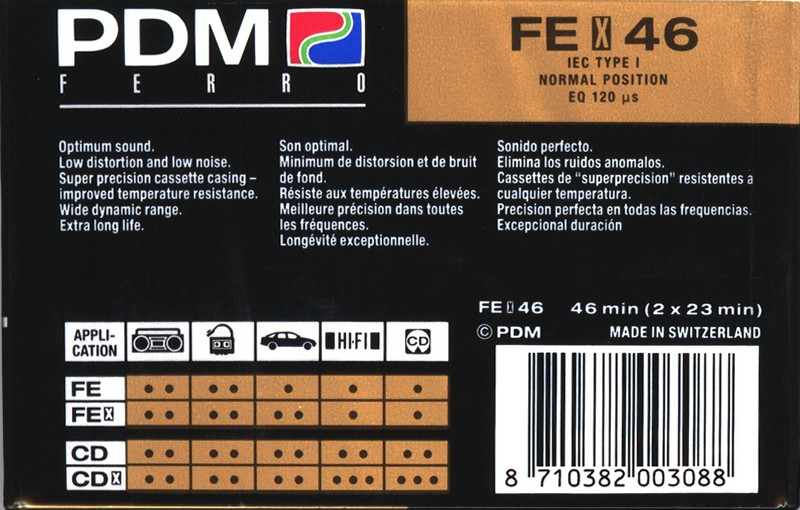 PDM
FERRO
FE X 46
IEC TYPE I
NORMAL POSITION
EQ 120 µs
Optimum sound.
Low distortion and low noise.
Super precision cassette casing –
improved temperature resistance.
Wide dynamic range.
Extra long life.
Son optimal.
Minimum de distorsion et de bruit
de fond.
Résiste aux températures élevées.
Meilleure précision dans toutes
les fréquences.
Longévité exceptionnelle.
Sonido perfecto.
Elimina los ruidos anomalos.
Cassettes de "superprecision" resistentes a
cualquier temperatura.
Precision perfecta en todas las frequencias.
Excepcional duración
FE X 46 46 min (2 x 23 min)
© PDM MADE IN SWITZERLAND
APPLI-
CATION
HI-FI
CD
FE
FE X
CD
CD X
8 710382 003088